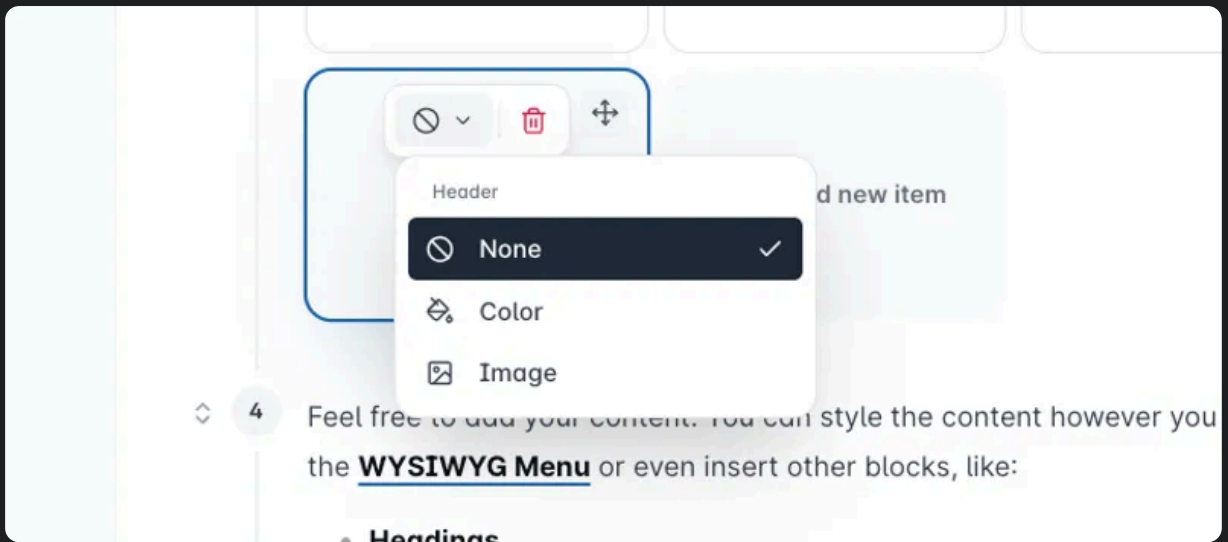 d new item
Header
None
Color
Image
4
Feel free to add your content. You can style the content however you
the WYSIWYG Menu or even insert other blocks, like:
Headings